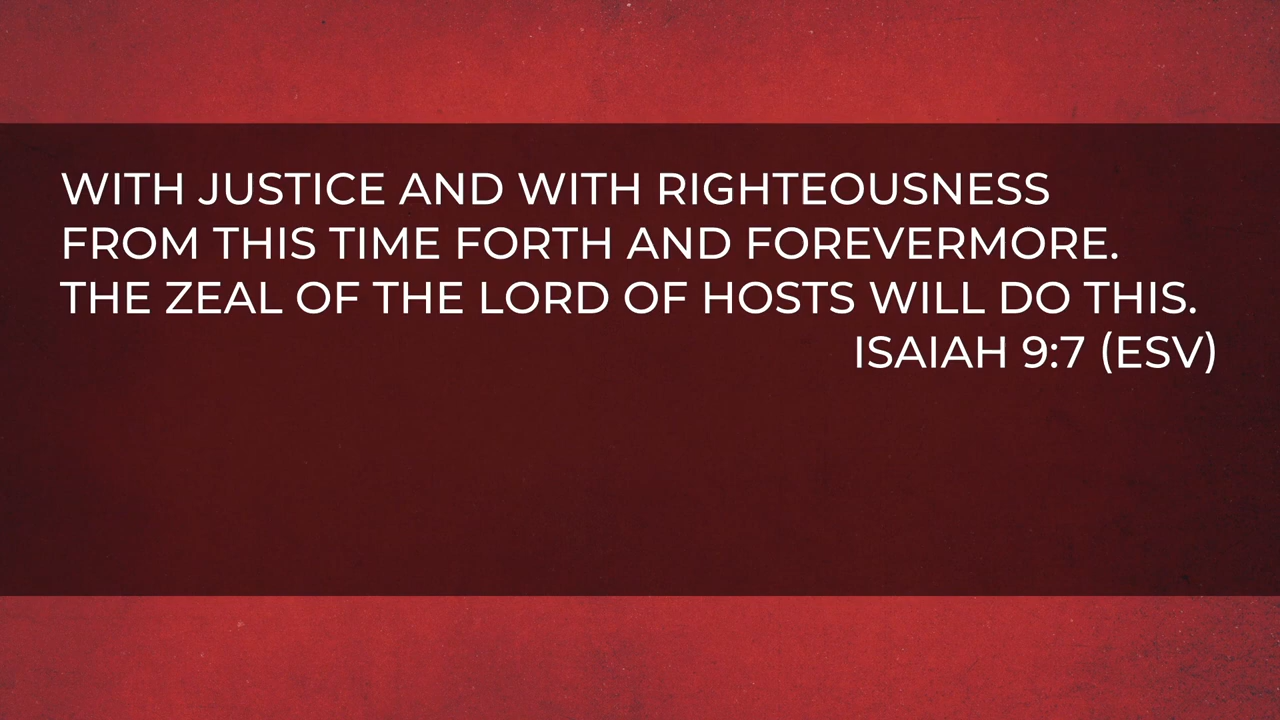 WITH JUSTICE AND WITH RIGHTEOUSNESS
FROM THIS TIME FORTH AND FOREVERMORE.
THE ZEAL OF THE LORD OF HOSTS WILL DO THIS.
ISAIAH 9:7 (ESV)